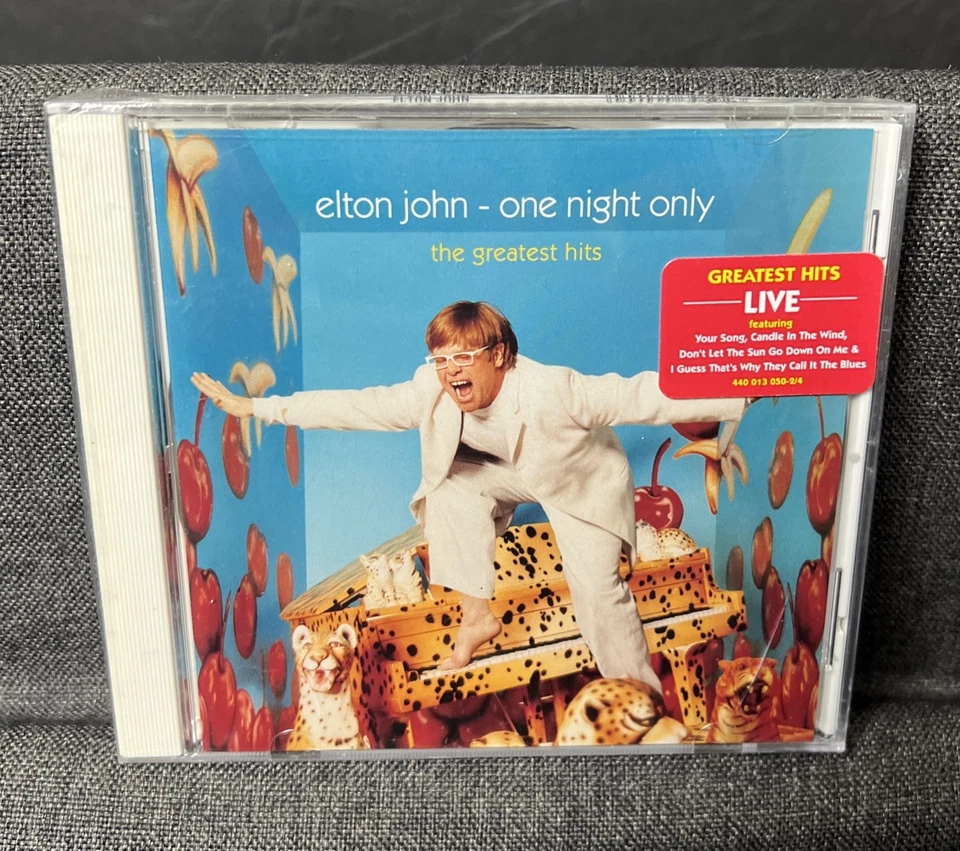 ELTON JOHN
elton john - one night only
the greatest hits
GREATEST HITS
LIVE
featuring
Your Song, Candle In The Wind,
Don't Let The Sun Go Down On Me &
I Guess That's Why They Call It The Blues
440 013 050-2/4